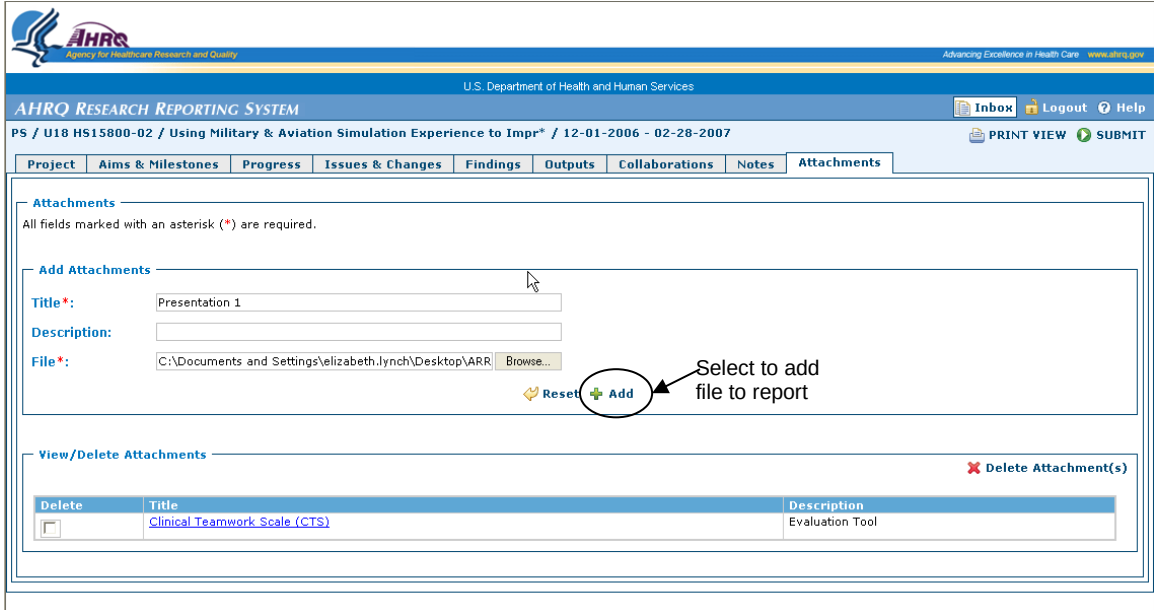 AHRQ
Agency for Healthcare Research and Quality
Advancing Excellence in Health Care www.ahrq.gov
U.S. Department of Health and Human Services
AHRQ RESEARCH REPORTING SYSTEM
Inbox Logout ? Help
PS / U18 HS15800-02 / Using Military & Aviation Simulation Experience to Impr* / 12-01-2006 - 02-28-2007
PRINT VIEW SUBMIT
Project Aims & Milestones Progress Issues & Changes Findings Outputs Collaborations Notes Attachments
Attachments
All fields marked with an asterisk (*) are required.
Add Attachments
Title*: Presentation 1
Description:
File*: C:\Documents and Settings\elizabeth.lynch\Desktop\ARR Browse...
Select to add
file to report
Reset Add
View/Delete Attachments
Delete Attachment(s)
Delete Title Description
Clinical Teamwork Scale (CTS) Evaluation Tool